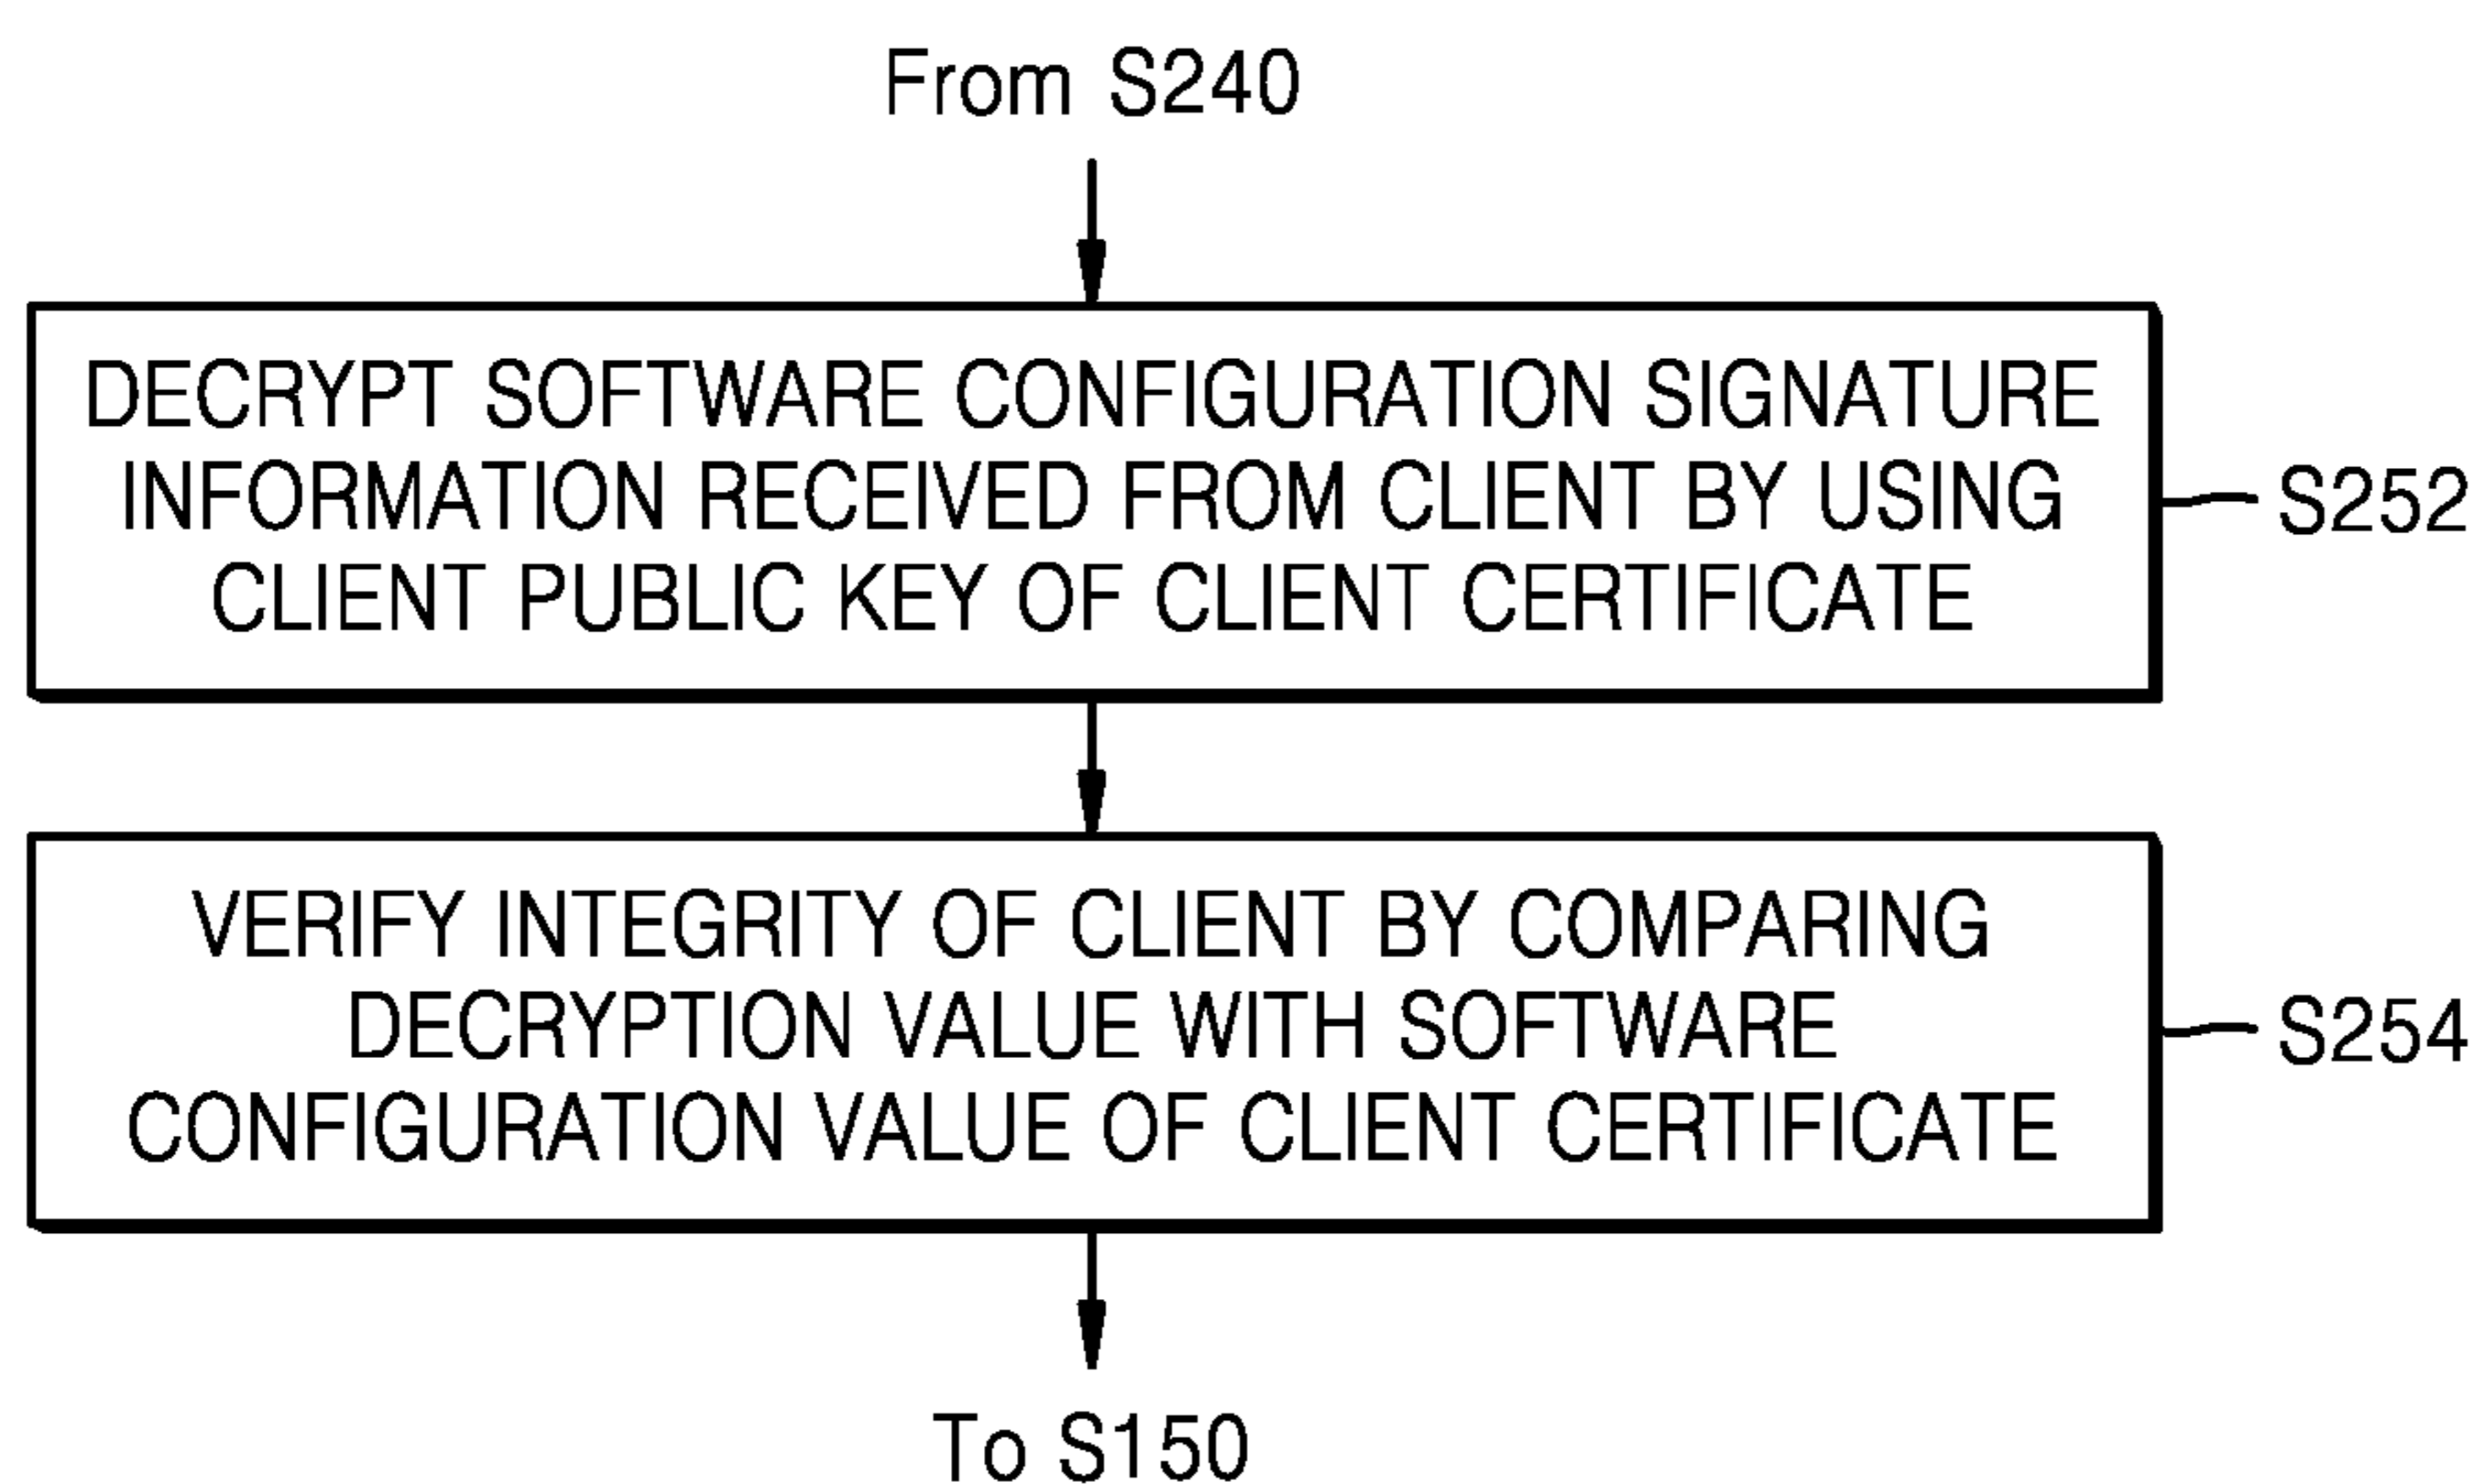 From S240
DECRYPT SOFTWARE CONFIGURATION SIGNATURE
INFORMATION RECEIVED FROM CLIENT BY USING
CLIENT PUBLIC KEY OF CLIENT CERTIFICATE
S252
VERIFY INTEGRITY OF CLIENT BY COMPARING
DECRYPTION VALUE WITH SOFTWARE
CONFIGURATION VALUE OF CLIENT CERTIFICATE
S254
To S150